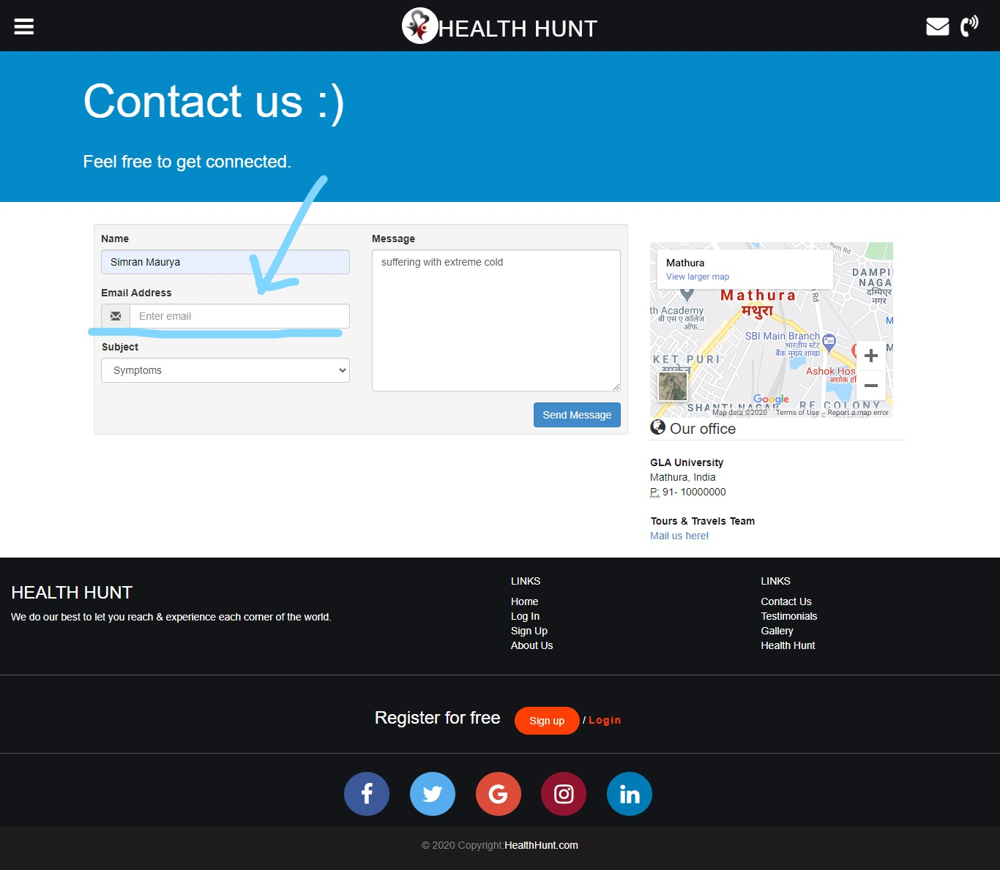 HEALTH HUNT
Contact us :)
Feel free to get connected.
Name
Simran Maurya
Email Address
Enter email
Subject
Symptoms
Message
suffering with extreme cold
Send Message
Mathura
View larger map
DAMPI
NAGA
दम्पिएर
नगर
Mathura
मथुरा
th Academy
बी एस ए कॉलेज
ऑफ...
SBI Main Branch
भारतीय स्टेट
बैंक मुख्य शाखा
KET PURI
Ashok Hos
SHANTI NAGAR
RE COLONY
Google
Map data ©2020 Terms of Use Report a map error
Our office
GLA University
Mathura, India
P: 91- 10000000
Tours & Travels Team
Mail us here!
HEALTH HUNT
We do our best to let you reach & experience each corner of the world.
LINKS
Home
Log In
Sign Up
About Us
LINKS
Contact Us
Testimonials
Gallery
Health Hunt
Register for free Sign up / Login
© 2020 Copyright:HealthHunt.com